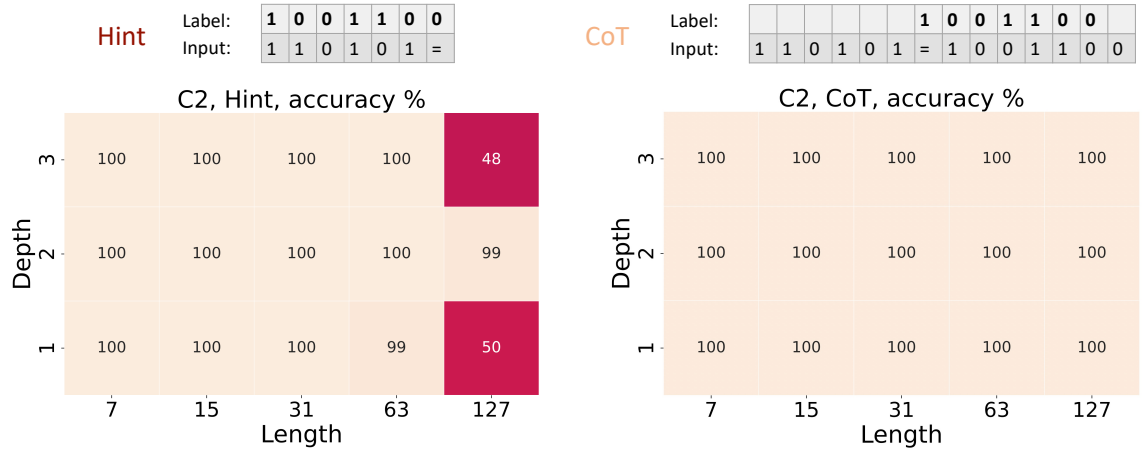 Hint
Label: 1 0 0 1 1 0 0
Input: 1 1 0 1 0 1 =
C2, Hint, accuracy %
3 100 100 100 100 48
2 100 100 100 100 99
1 100 100 100 99 50
7 15 31 63 127
Depth
Length
CoT
Label: 1 0 0 1 1 0 0
Input: 1 1 0 1 0 1 = 1 0 0 1 1 0 0
C2, CoT, accuracy %
3 100 100 100 100 100
2 100 100 100 100 100
1 100 100 100 100 100
7 15 31 63 127
Depth
Length